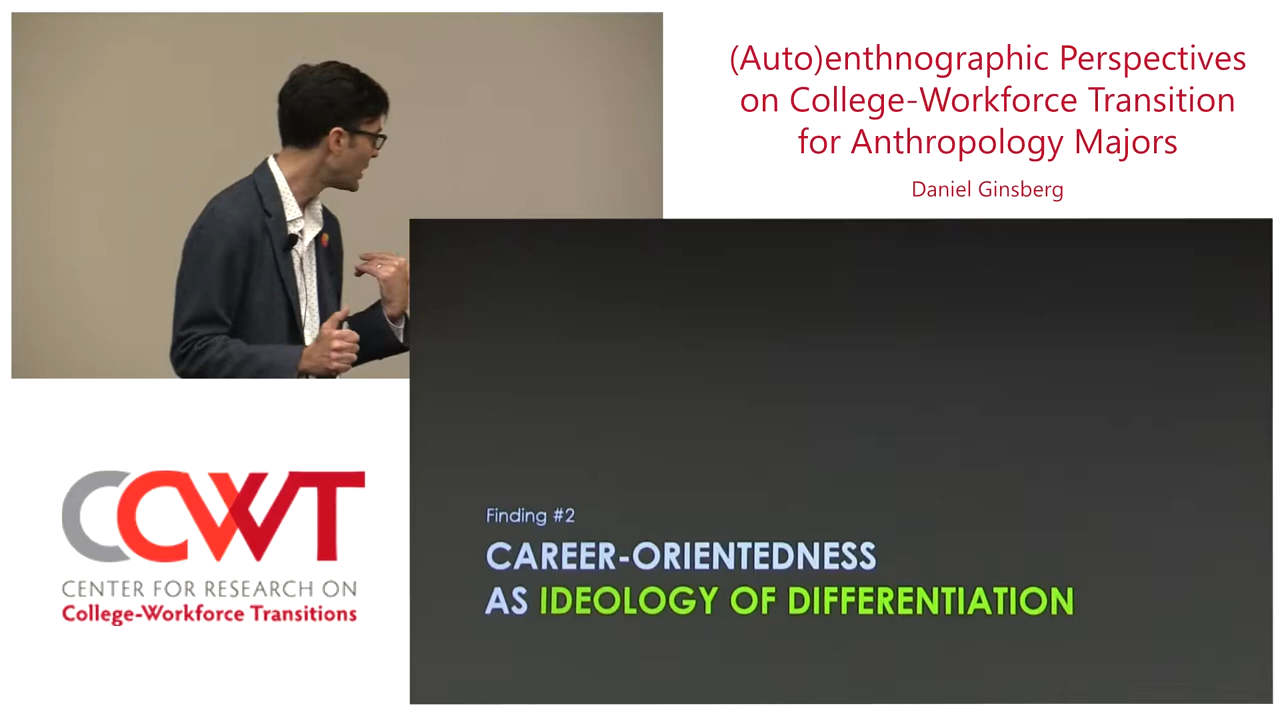 (Auto)enthnographic Perspectives
on College-Workforce Transition
for Anthropology Majors
Daniel Ginsberg
Finding #2
CAREER-ORIENTEDNESS
AS IDEOLOGY OF DIFFERENTIATION
CCWT
CENTER FOR RESEARCH ON
College-Workforce Transitions